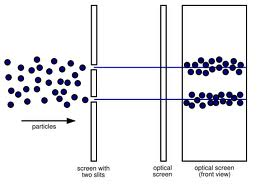 particles
screen with
two slits
optical
screen
optical screen
(front view)